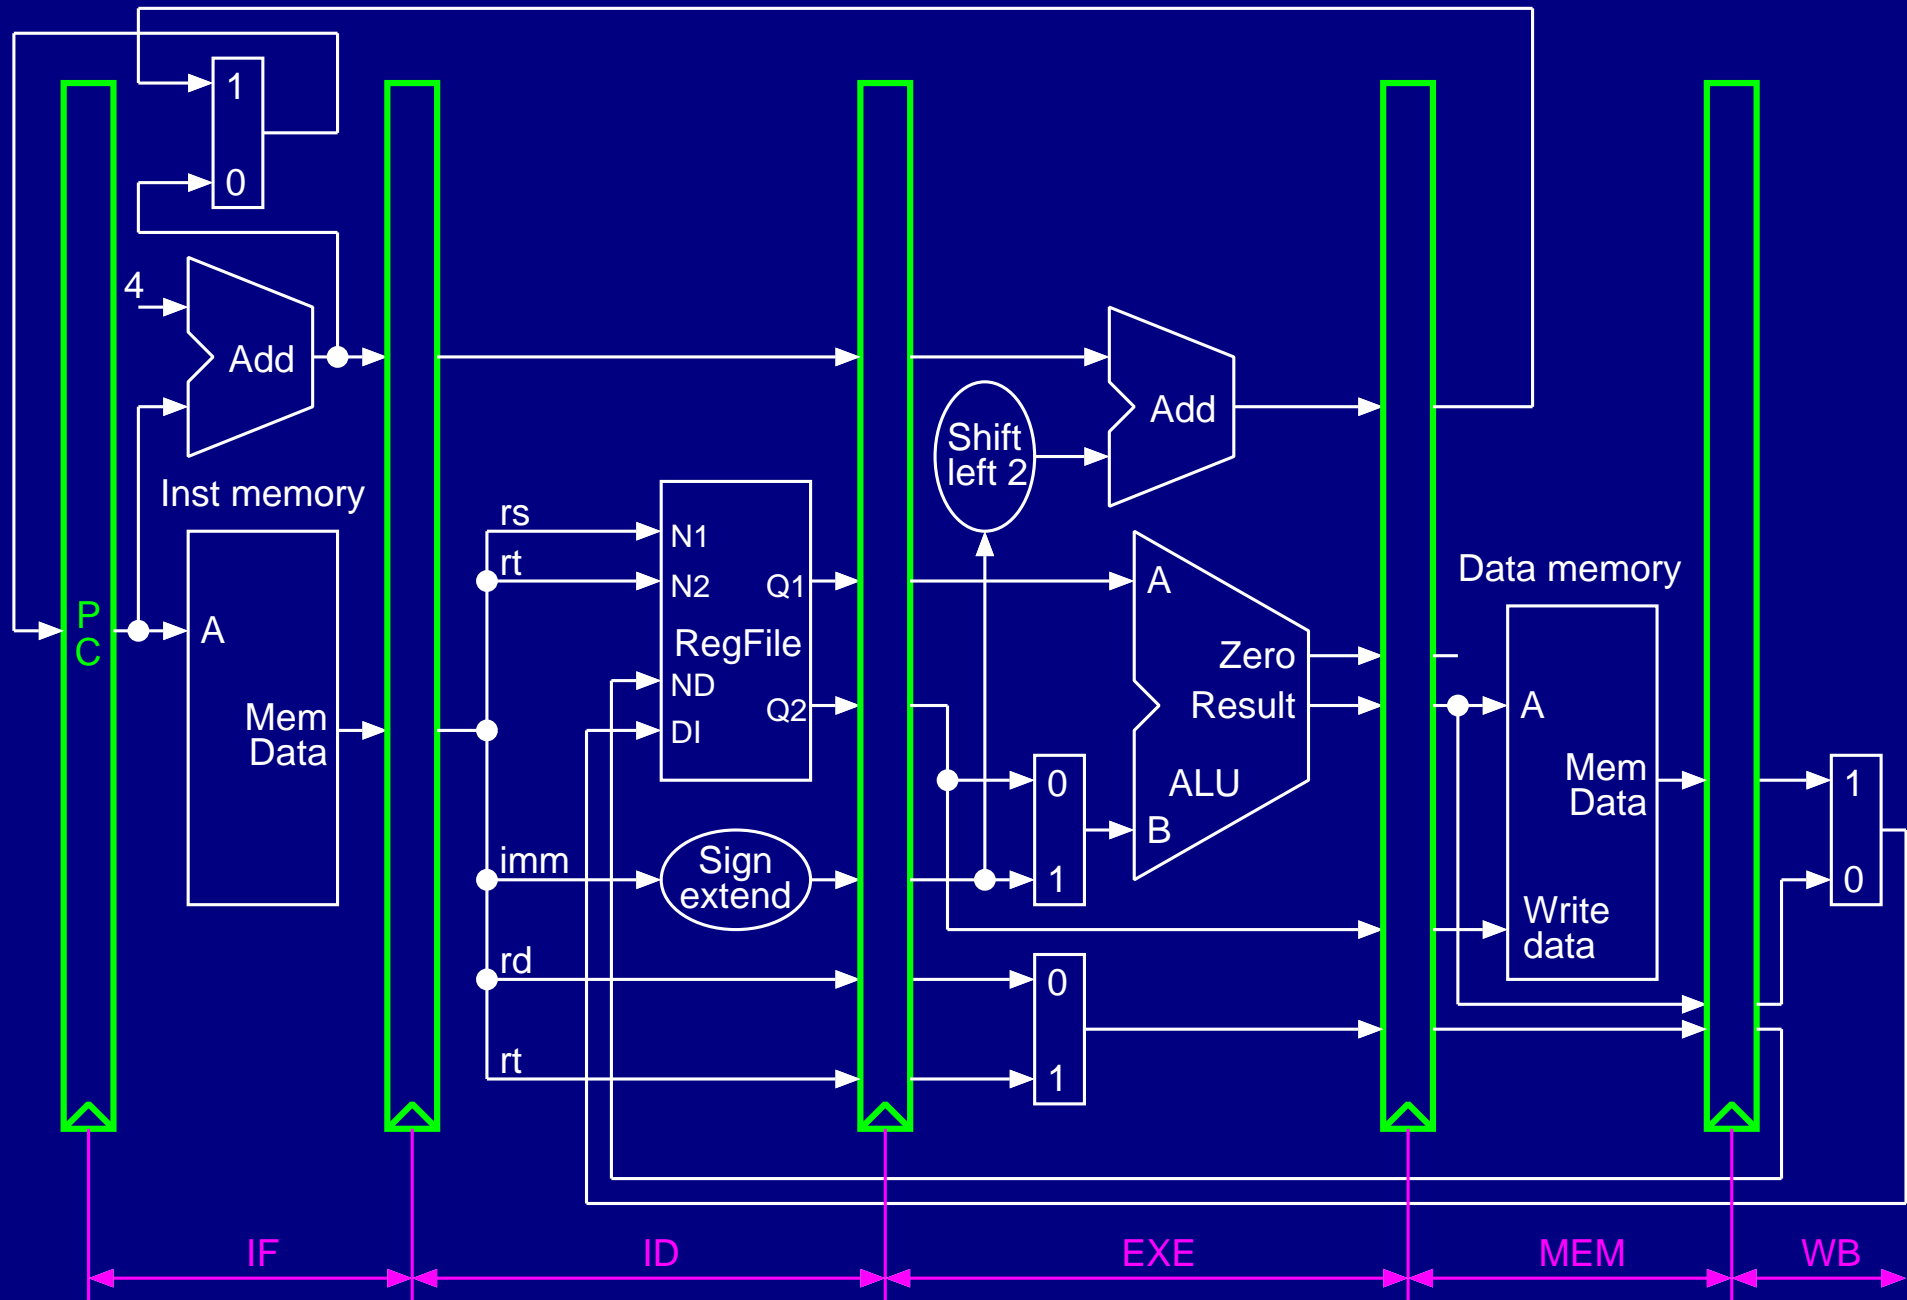 1
0
4
Add
Inst memory
P
C
A
Mem
Data
rs
rt
imm
rd
rt
N1
N2
Q1
RegFile
ND
Q2
DI
Sign
extend
Shift
left 2
Add
A
Zero
Result
ALU
B
0
1
0
1
Data memory
A
Mem
Data
Write
data
1
0
IF
ID
EXE
MEM
WB